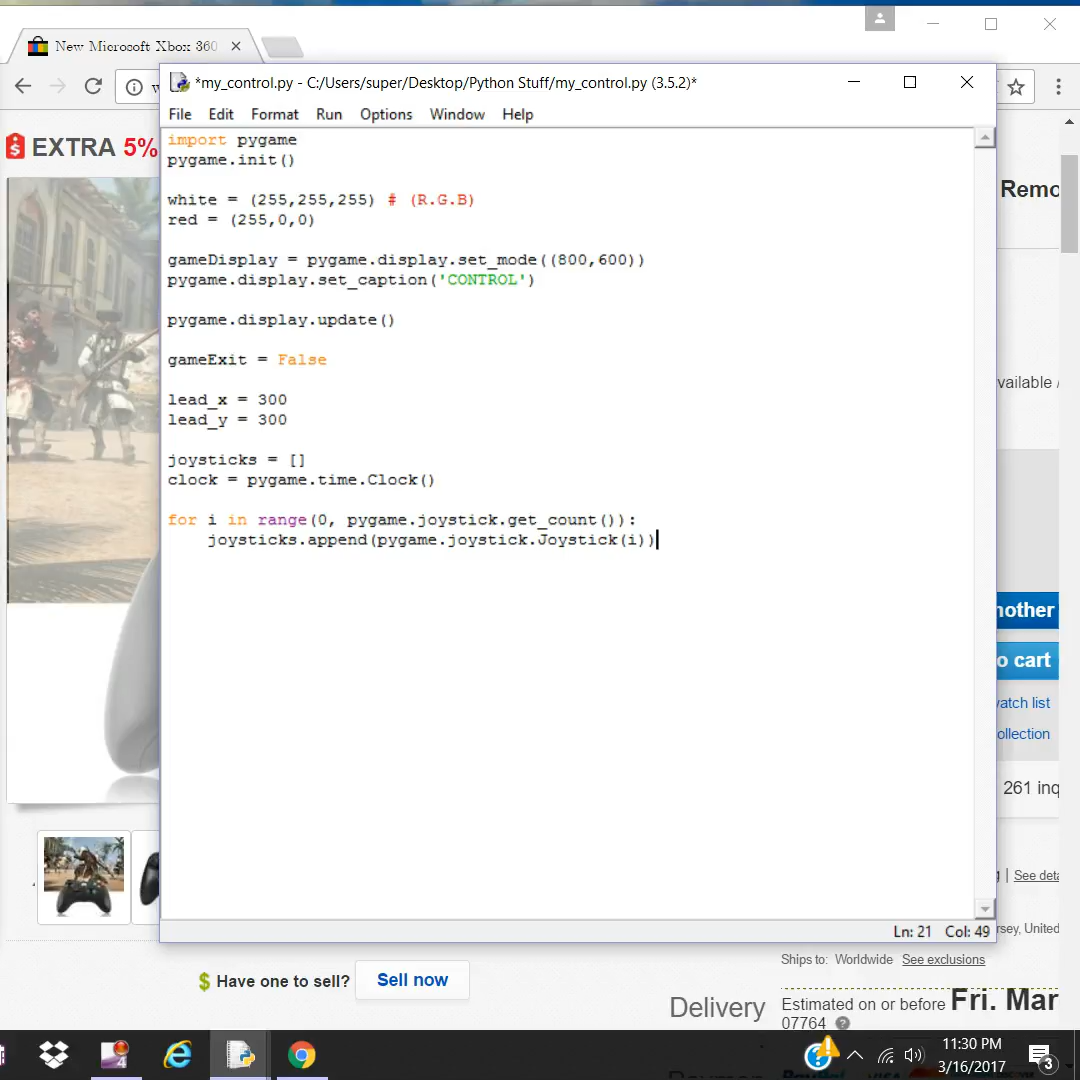 New Microsoft Xbox 360
*my_control.py - C:/Users/super/Desktop/Python Stuff/my_control.py (3.5.2)*
File Edit Format Run Options Window Help
import pygame
pygame.init()
white = (255,255,255) # (R.G.B)
red = (255,0,0)
gameDisplay = pygame.display.set_mode((800,600))
pygame.display.set_caption('CONTROL')
pygame.display.update()
gameExit = False
lead_x = 300
lead_y = 300
joysticks = []
clock = pygame.time.Clock()
for i in range(0, pygame.joystick.get_count()):
joysticks.append(pygame.joystick.Joystick(i))
Ln: 21 Col: 49
EXTRA 5%
Remo
vailable /
nother
o cart
vatch list
ollection
261 inq
See deta
rsey, United
Ships to: Worldwide See exclusions
$ Have one to sell? Sell now
Delivery Estimated on or before Fri. Mar
07764
11:30 PM
3/16/2017
3